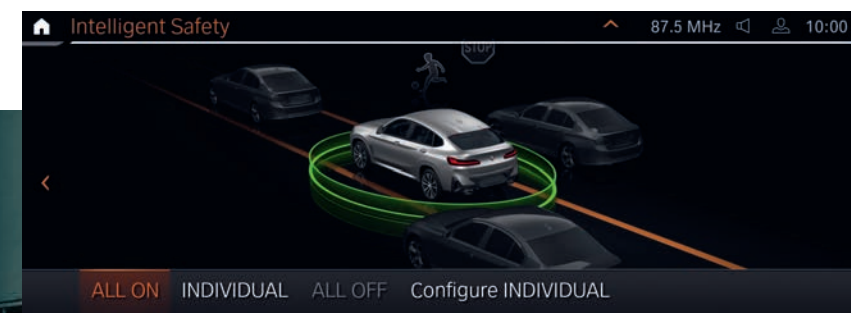 Intelligent Safety 87.5 MHz 10:00
STOP
ALL ON INDIVIDUAL ALL OFF Configure INDIVIDUAL